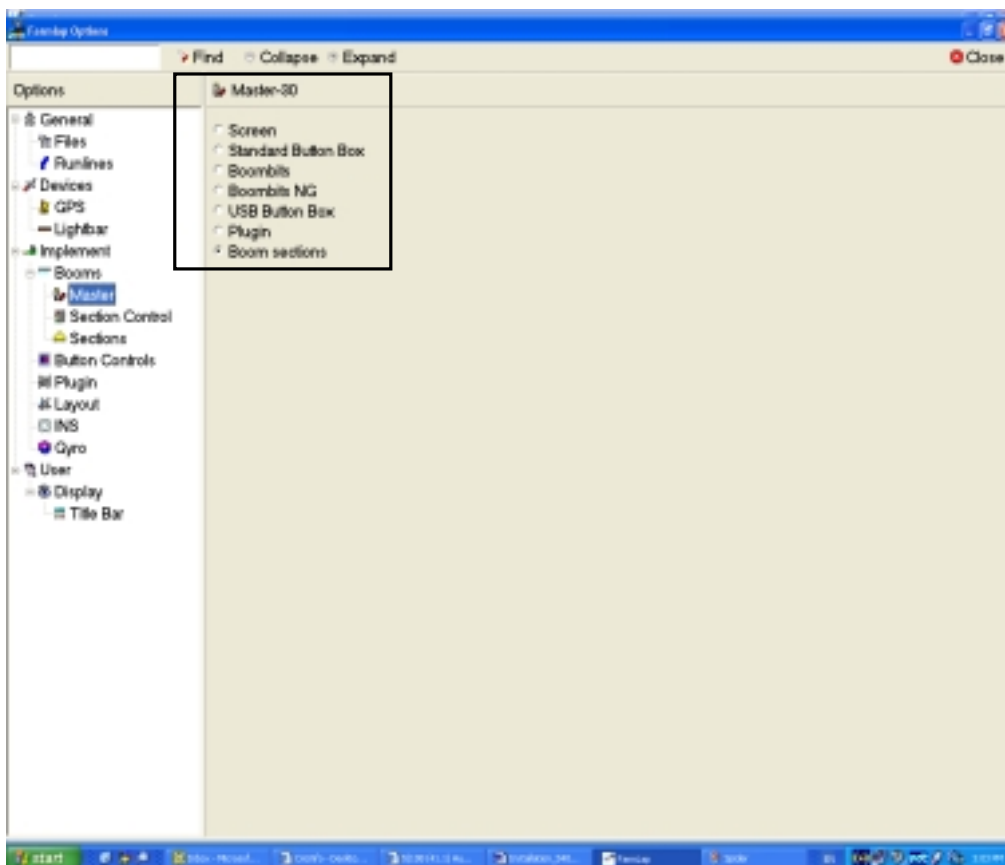 Farmlap Options
Find Collapse Expand Close
Options
General
Files
Runlines
Devices
GPS
Lightbar
Implement
Booms
Master
Section Control
Sections
Button Controls
Plugin
Layout
INS
Gyro
User
Display
Title Bar
Master-30
Screen
Standard Button Box
Boombits
Boombits NG
USB Button Box
Plugin
Boom sections
start